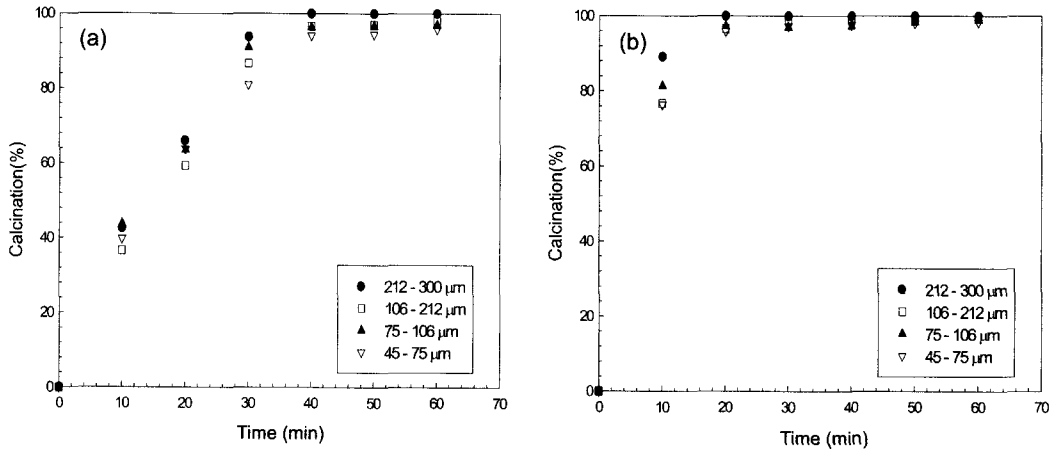 (a)
Calcination(%)
100
80
60
40
20
0
0 10 20 30 40 50 60 70
Time (min)
212 - 300 μm
106 - 212 μm
75 - 106 μm
45 - 75 μm
(b)
Calcination(%)
100
80
60
40
20
0
0 10 20 30 40 50 60 70
Time (min)
212 - 300 μm
106 - 212 μm
75 - 106 μm
45 - 75 μm